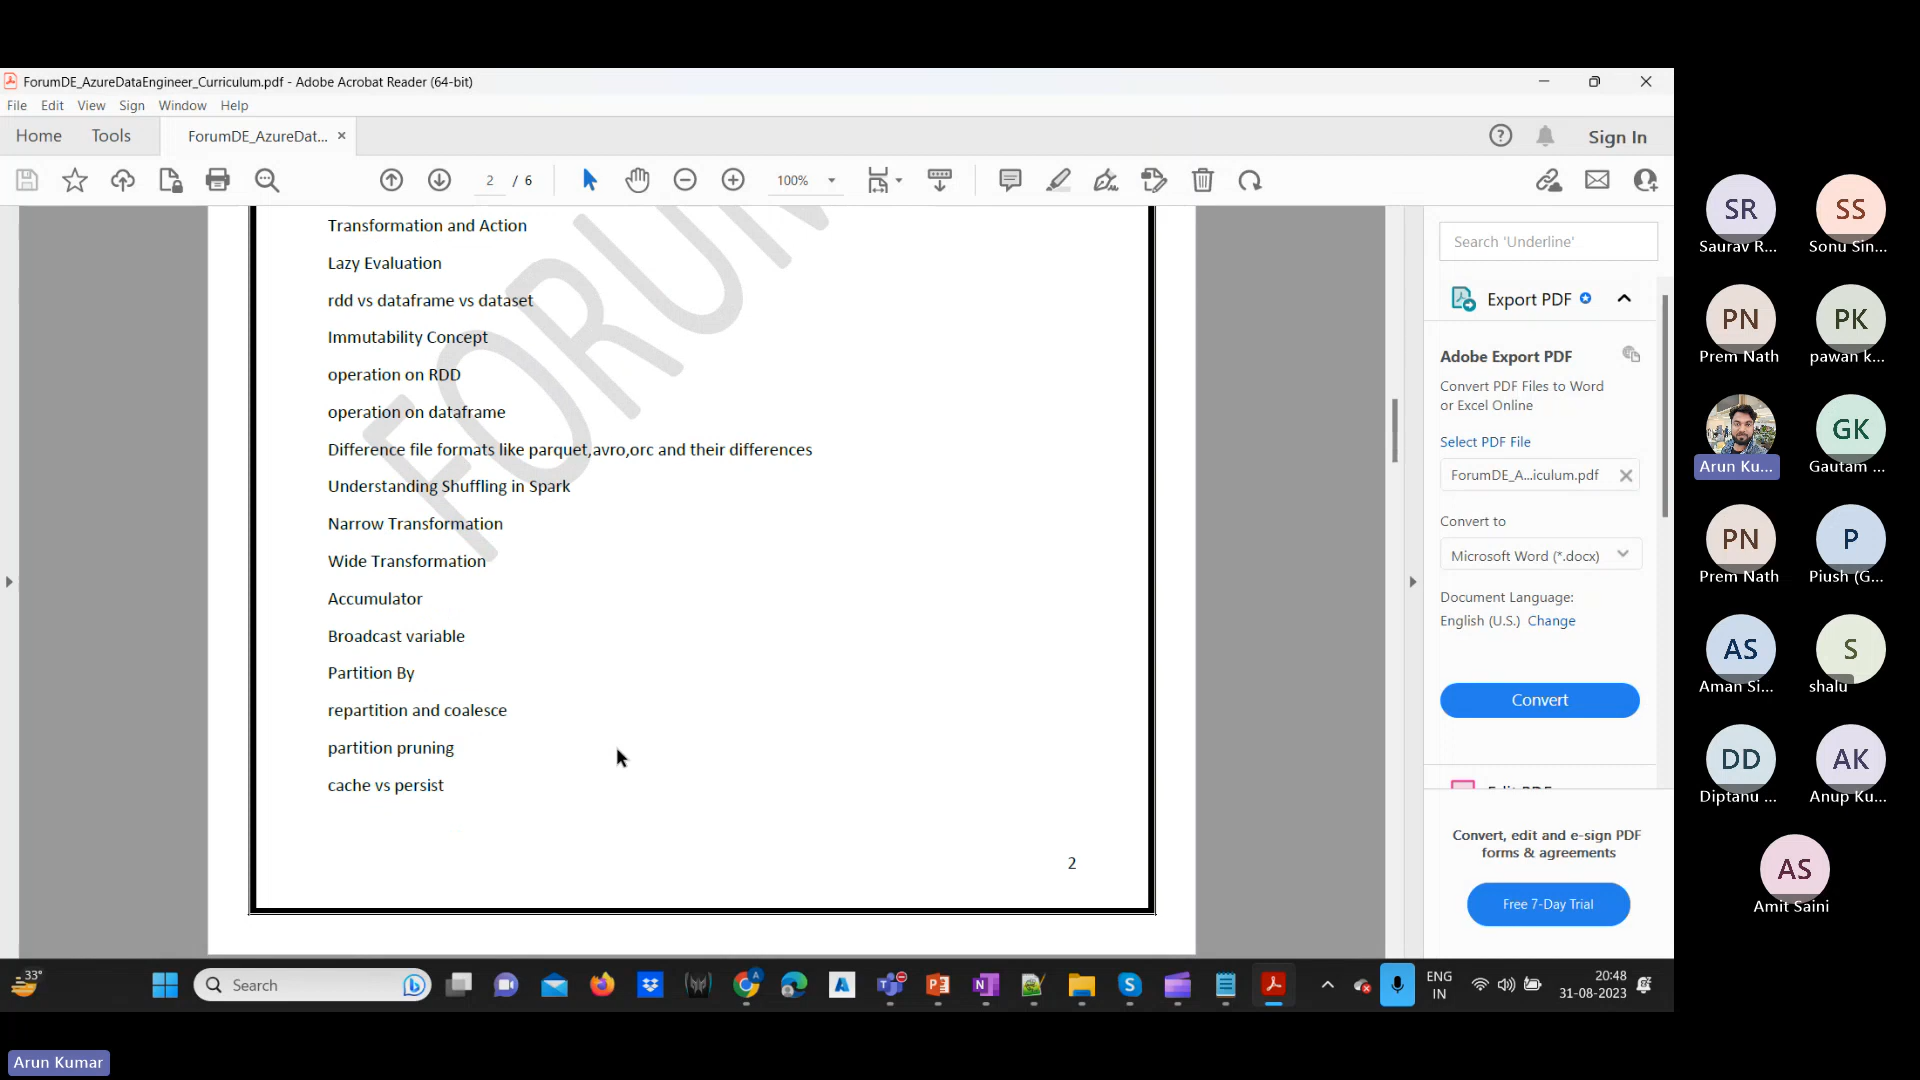 ForumDE_AzureDataEngineer_Curriculum.pdf - Adobe Acrobat Reader (64-bit)
File Edit View Sign Window Help
Home Tools ForumDE_AzureDat... Sign In
2 / 6 100%
Transformation and Action
Lazy Evaluation
rdd vs dataframe vs dataset
Immutability Concept
operation on RDD
operation on dataframe
Difference file formats like parquet,avro,orc and their differences
Understanding Shuffling in Spark
Narrow Transformation
Wide Transformation
Accumulator
Broadcast variable
Partition By
repartition and coalesce
partition pruning
cache vs persist
2
FORUM
Search 'Underline'
Export PDF
Adobe Export PDF
Convert PDF Files to Word
or Excel Online
Select PDF File
ForumDE_A...iculum.pdf
Convert to
Microsoft Word (*.docx)
Document Language:
English (U.S.) Change
Convert
Edit PDF
Convert, edit and e-sign PDF
forms & agreements
Free 7-Day Trial
SR
Saurav R...
SS
Sonu Sin...
PN
Prem Nath
PK
pawan k...
Arun Ku...
GK
Gautam ...
PN
Prem Nath
P
Piush (G...
AS
Aman Si...
S
shalu
DD
Diptanu ...
AK
Anup Ku...
AS
Amit Saini
33°
Search
ENG
IN
20:48
31-08-2023
Arun Kumar